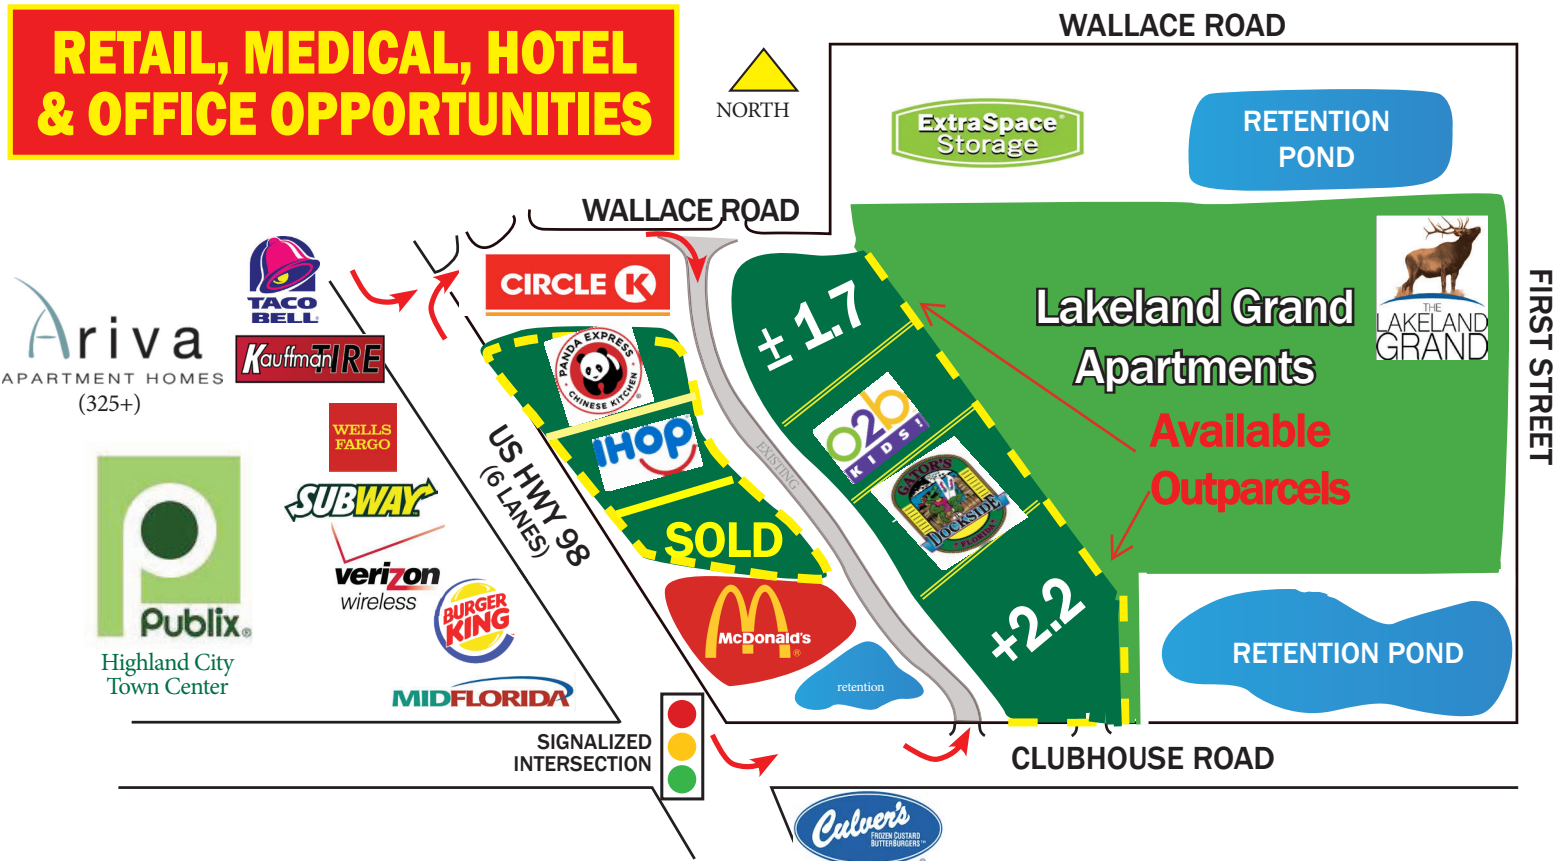 RETAIL, MEDICAL, HOTEL
& OFFICE OPPORTUNITIES
NORTH
WALLACE ROAD
ExtraSpace
Storage
RETENTION
POND
WALLACE ROAD
TACO
BELL
CIRCLE K
Ariva
APARTMENT HOMES
(325+)
Kauffman TIRE
PANDA EXPRESS
CHINESE KITCHEN
± 1.7
Lakeland Grand
Apartments
THE
LAKELAND
GRAND
FIRST STREET
WELLS
FARGO
US HWY 98
(6 LANES)
IHOP
EXISTING
o2b
KIDS!
Available
Outparcels
SUBWAY
GATOR'S
DOCKSIDE
FLORIDA
SOLD
verizon
wireless
Publix®
Highland City
Town Center
BURGER
KING
McDonald's
+2.2
RETENTION POND
retention
MIDFLORIDA
SIGNALIZED
INTERSECTION
CLUBHOUSE ROAD
Culver's
FROZEN CUSTARD
BUTTERBURGERS™